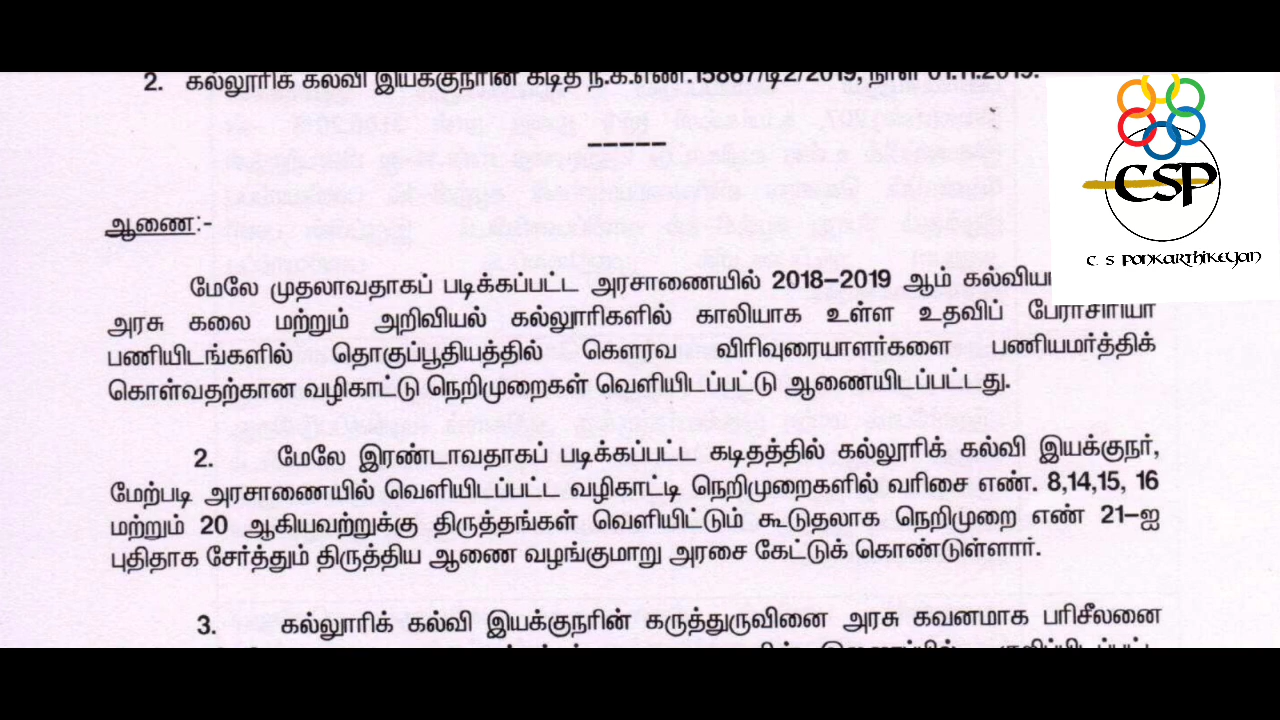 2. கல்லூரிக் கல்வி இயக்குநரின் கடித ந.க.எண்.15867/டி2/2019, நாள் 01.11.2019.
-----
ஆணை:-
மேலே முதலாவதாகப் படிக்கப்பட்ட அரசாணையில் 2018–2019 ஆம்
அரசு கலை மற்றும் அறிவியல் கல்லூரிகளில் காலியாக உள்ள உதவிப் பேராசிரியர்
பணியிடங்களில் தொகுப்பூதியத்தில் கௌரவ விரிவுரையாளர்களை பணியமர்த்திக்
கொள்வதற்கான வழிகாட்டு நெறிமுறைகள் வெளியிடப்பட்டு ஆணையிடப்பட்டது.
2. மேலே இரண்டாவதாகப் படிக்கப்பட்ட கடிதத்தில் கல்லூரிக் கல்வி இயக்குநர்,
மேற்படி அரசாணையில் வெளியிடப்பட்ட வழிகாட்டி நெறிமுறைகளில் வரிசை எண். 8,14,15, 16
மற்றும் 20 ஆகியவற்றுக்கு திருத்தங்கள் வெளியிட்டும் கூடுதலாக நெறிமுறை எண் 21–ஐ
புதிதாக சேர்த்தும் திருத்திய ஆணை வழங்குமாறு அரசை கேட்டுக் கொண்டுள்ளார்.
3. கல்லூரிக் கல்வி இயக்குநரின் கருத்துருவினை அரசு கவனமாக பரிசீலனை
CSP
C. S PONKARTHIKEYAN